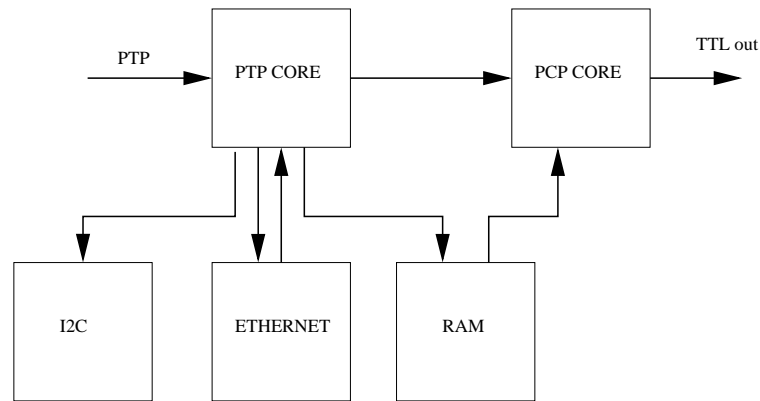 TTL out
PTP
PTP CORE
PCP CORE
I2C
ETHERNET
RAM